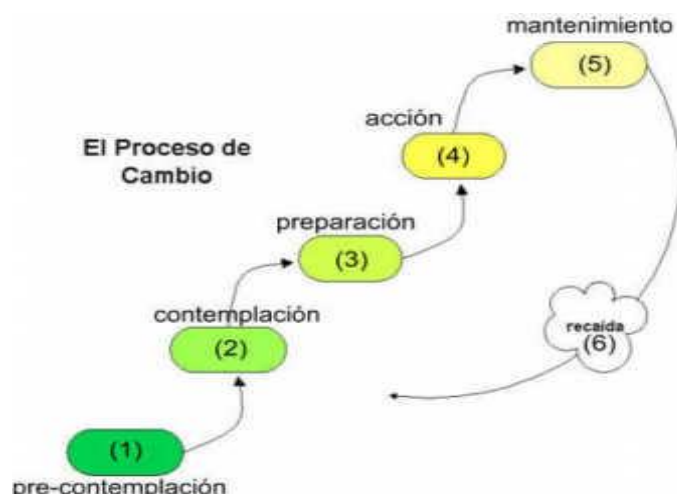 mantenimiento
(5)
acción
(4)
El Proceso de
Cambio
preparación
(3)
contemplación
(2)
recaída
(6)
(1)
pre-contemplación